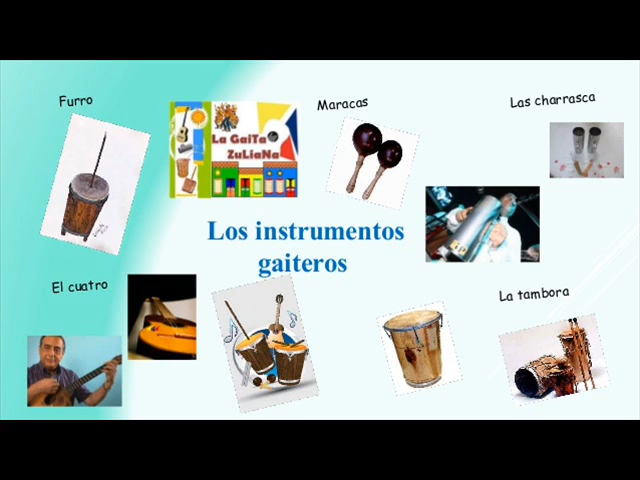 Furro
La GaiTa
ZuLiaNa
Maracas
Las charrasca
Los instrumentos
gaiteros
El cuatro
La tambora